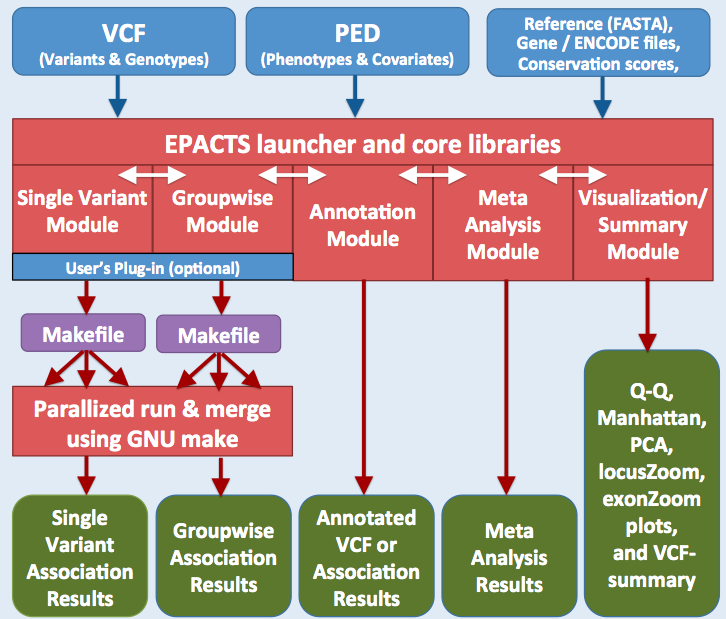 VCF
(Variants & Genotypes)
PED
(Phenotypes & Covariates)
Reference (FASTA),
Gene / ENCODE files,
Conservation scores,
EPACTS launcher and core libraries
Single Variant
Module
Groupwise
Module
Annotation
Module
Meta
Analysis
Module
Visualization/
Summary
Module
User's Plug-in (optional)
Makefile
Makefile
Parallized run & merge
using GNU make
Single
Variant
Association
Results
Groupwise
Association
Results
Annotated
VCF or
Association
Results
Meta
Analysis
Results
Q-Q,
Manhattan,
PCA,
locusZoom,
exonZoom
plots,
and VCF-
summary